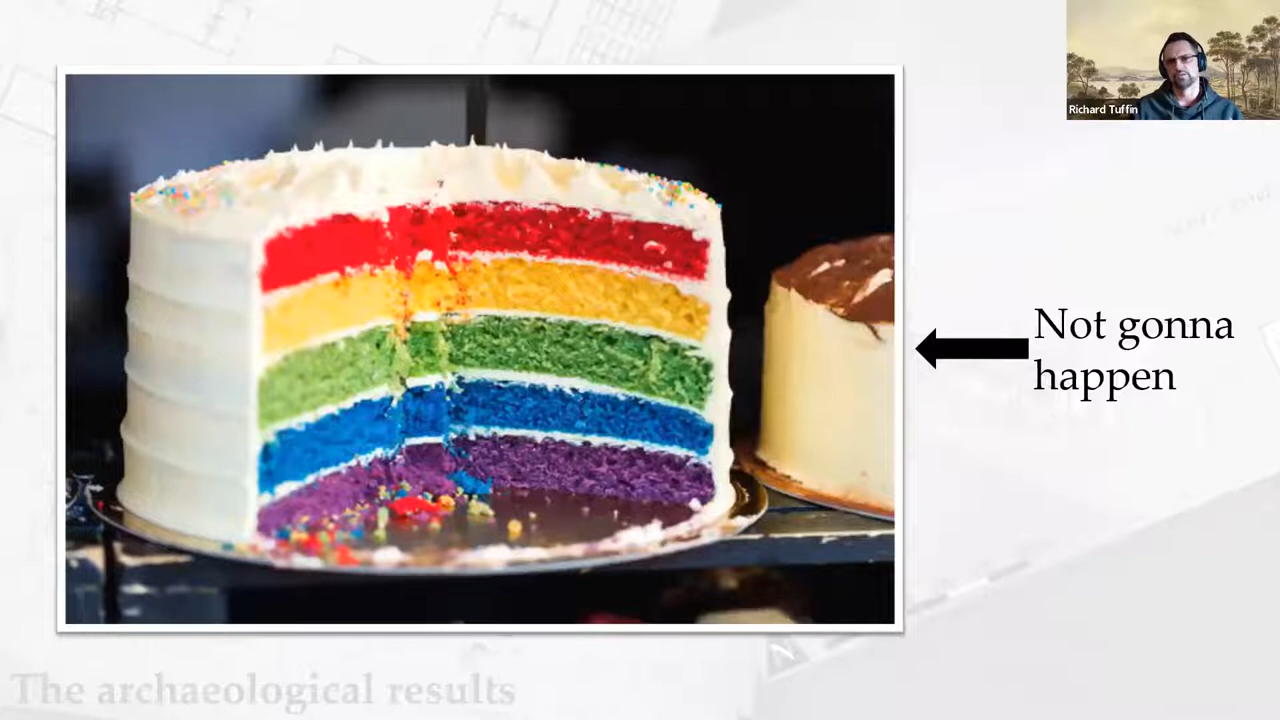 Richard Tuffin
Not gonna
happen
The archaeological results